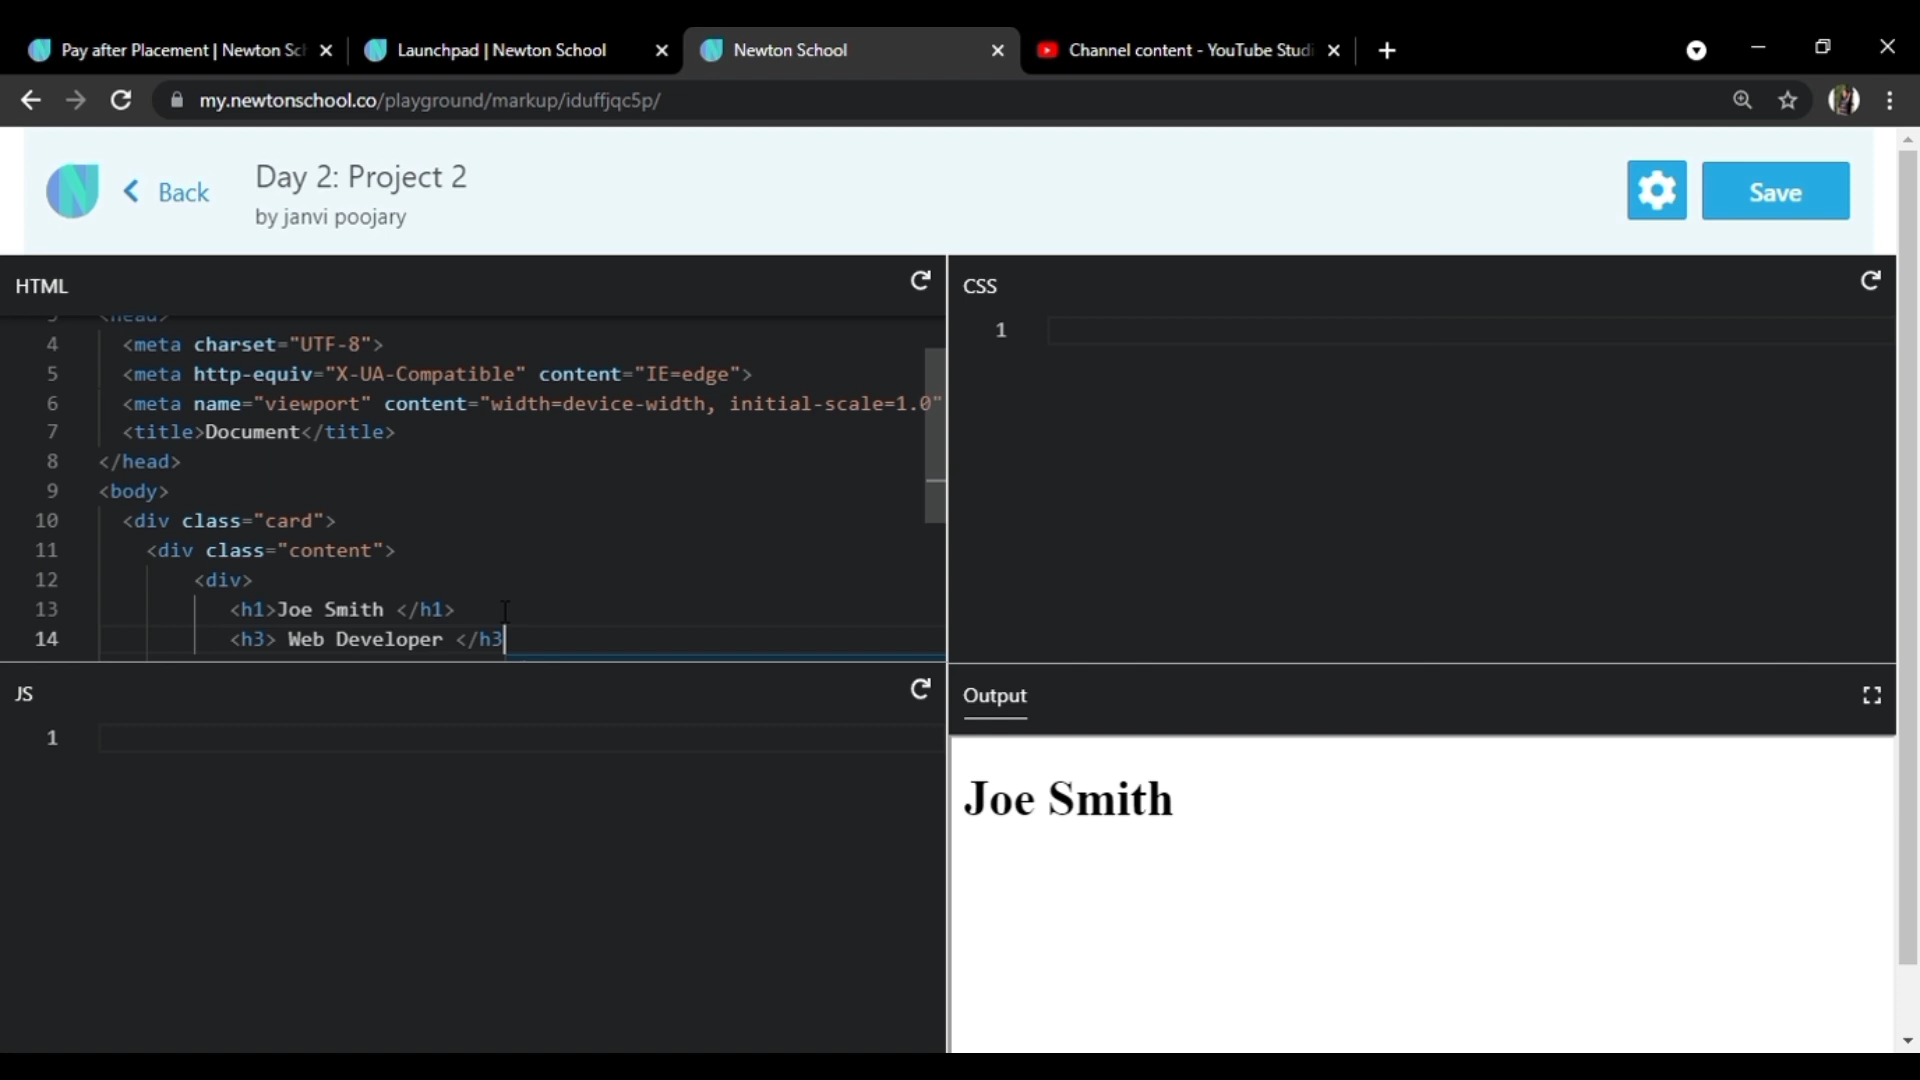 Pay after Placement | Newton Sc
Launchpad | Newton School
Newton School
Channel content - YouTube Studi
my.newtonschool.co/playground/markup/iduffjqc5p/
Back
Day 2: Project 2
by janvi poojary
Save
HTML
3 <head>
4 <meta charset="UTF-8">
5 <meta http-equiv="X-UA-Compatible" content="IE=edge">
6 <meta name="viewport" content="width=device-width, initial-scale=1.0"
7 <title>Document</title>
8 </head>
9 <body>
10 <div class="card">
11 <div class="content">
12 <div>
13 <h1>Joe Smith </h1>
14 <h3> Web Developer </h3
CSS
1
JS
1
Output
Joe Smith